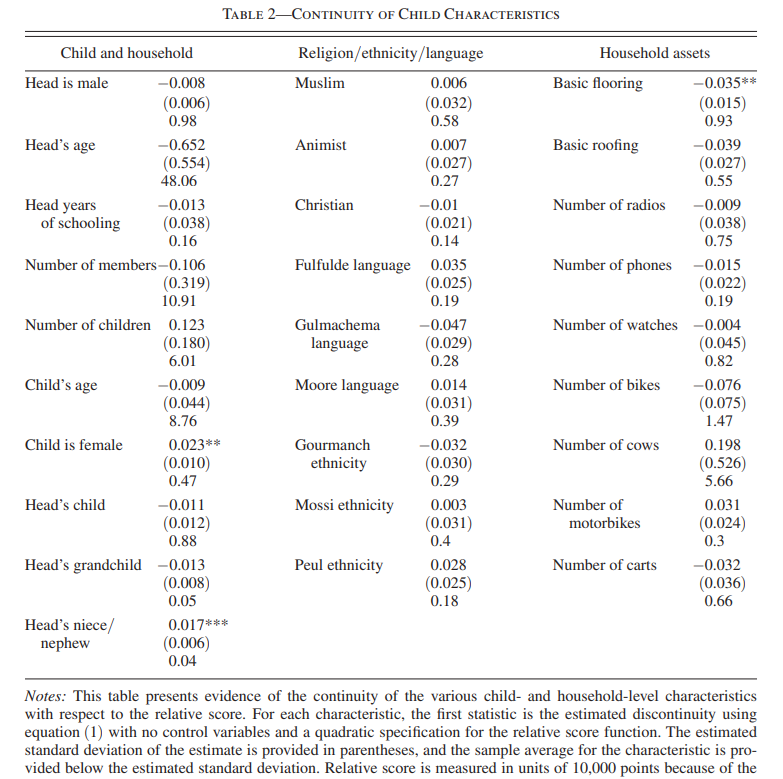 TABLE 2—CONTINUITY OF CHILD CHARACTERISTICS
Child and household Religion/ethnicity/language Household assets
Head is male −0.008 Muslim 0.006 Basic flooring −0.035**
(0.006) (0.032) (0.015)
0.98 0.58 0.93
Head's age −0.652 Animist 0.007 Basic roofing −0.039
(0.554) (0.027) (0.027)
48.06 0.27 0.55
Head years −0.013 Christian −0.01 Number of radios −0.009
of schooling (0.038) (0.021) (0.038)
0.16 0.14 0.75
Number of members −0.106 Fulfulde language 0.035 Number of phones −0.015
(0.319) (0.025) (0.022)
10.91 0.19 0.19
Number of children 0.123 Gulmachema −0.047 Number of watches −0.004
(0.180) language (0.029) (0.045)
6.01 0.28 0.82
Child's age −0.009 Moore language 0.014 Number of bikes −0.076
(0.044) (0.031) (0.075)
8.76 0.39 1.47
Child is female 0.023** Gourmanch −0.032 Number of cows 0.198
(0.010) ethnicity (0.030) (0.526)
0.47 0.29 5.66
Head's child −0.011 Mossi ethnicity 0.003 Number of 0.031
(0.012) (0.031) motorbikes (0.024)
0.88 0.4 0.3
Head's grandchild −0.013 Peul ethnicity 0.028 Number of carts −0.032
(0.008) (0.025) (0.036)
0.05 0.18 0.66
Head's niece/ 0.017***
nephew (0.006)
0.04
Notes: This table presents evidence of the continuity of the various child- and household-level characteristics
with respect to the relative score. For each characteristic, the first statistic is the estimated discontinuity using
equation (1) with no control variables and a quadratic specification for the relative score function. The estimated
standard deviation of the estimate is provided in parentheses, and the sample average for the characteristic is pro-
vided below the estimated standard deviation. Relative score is measured in units of 10,000 points because of the